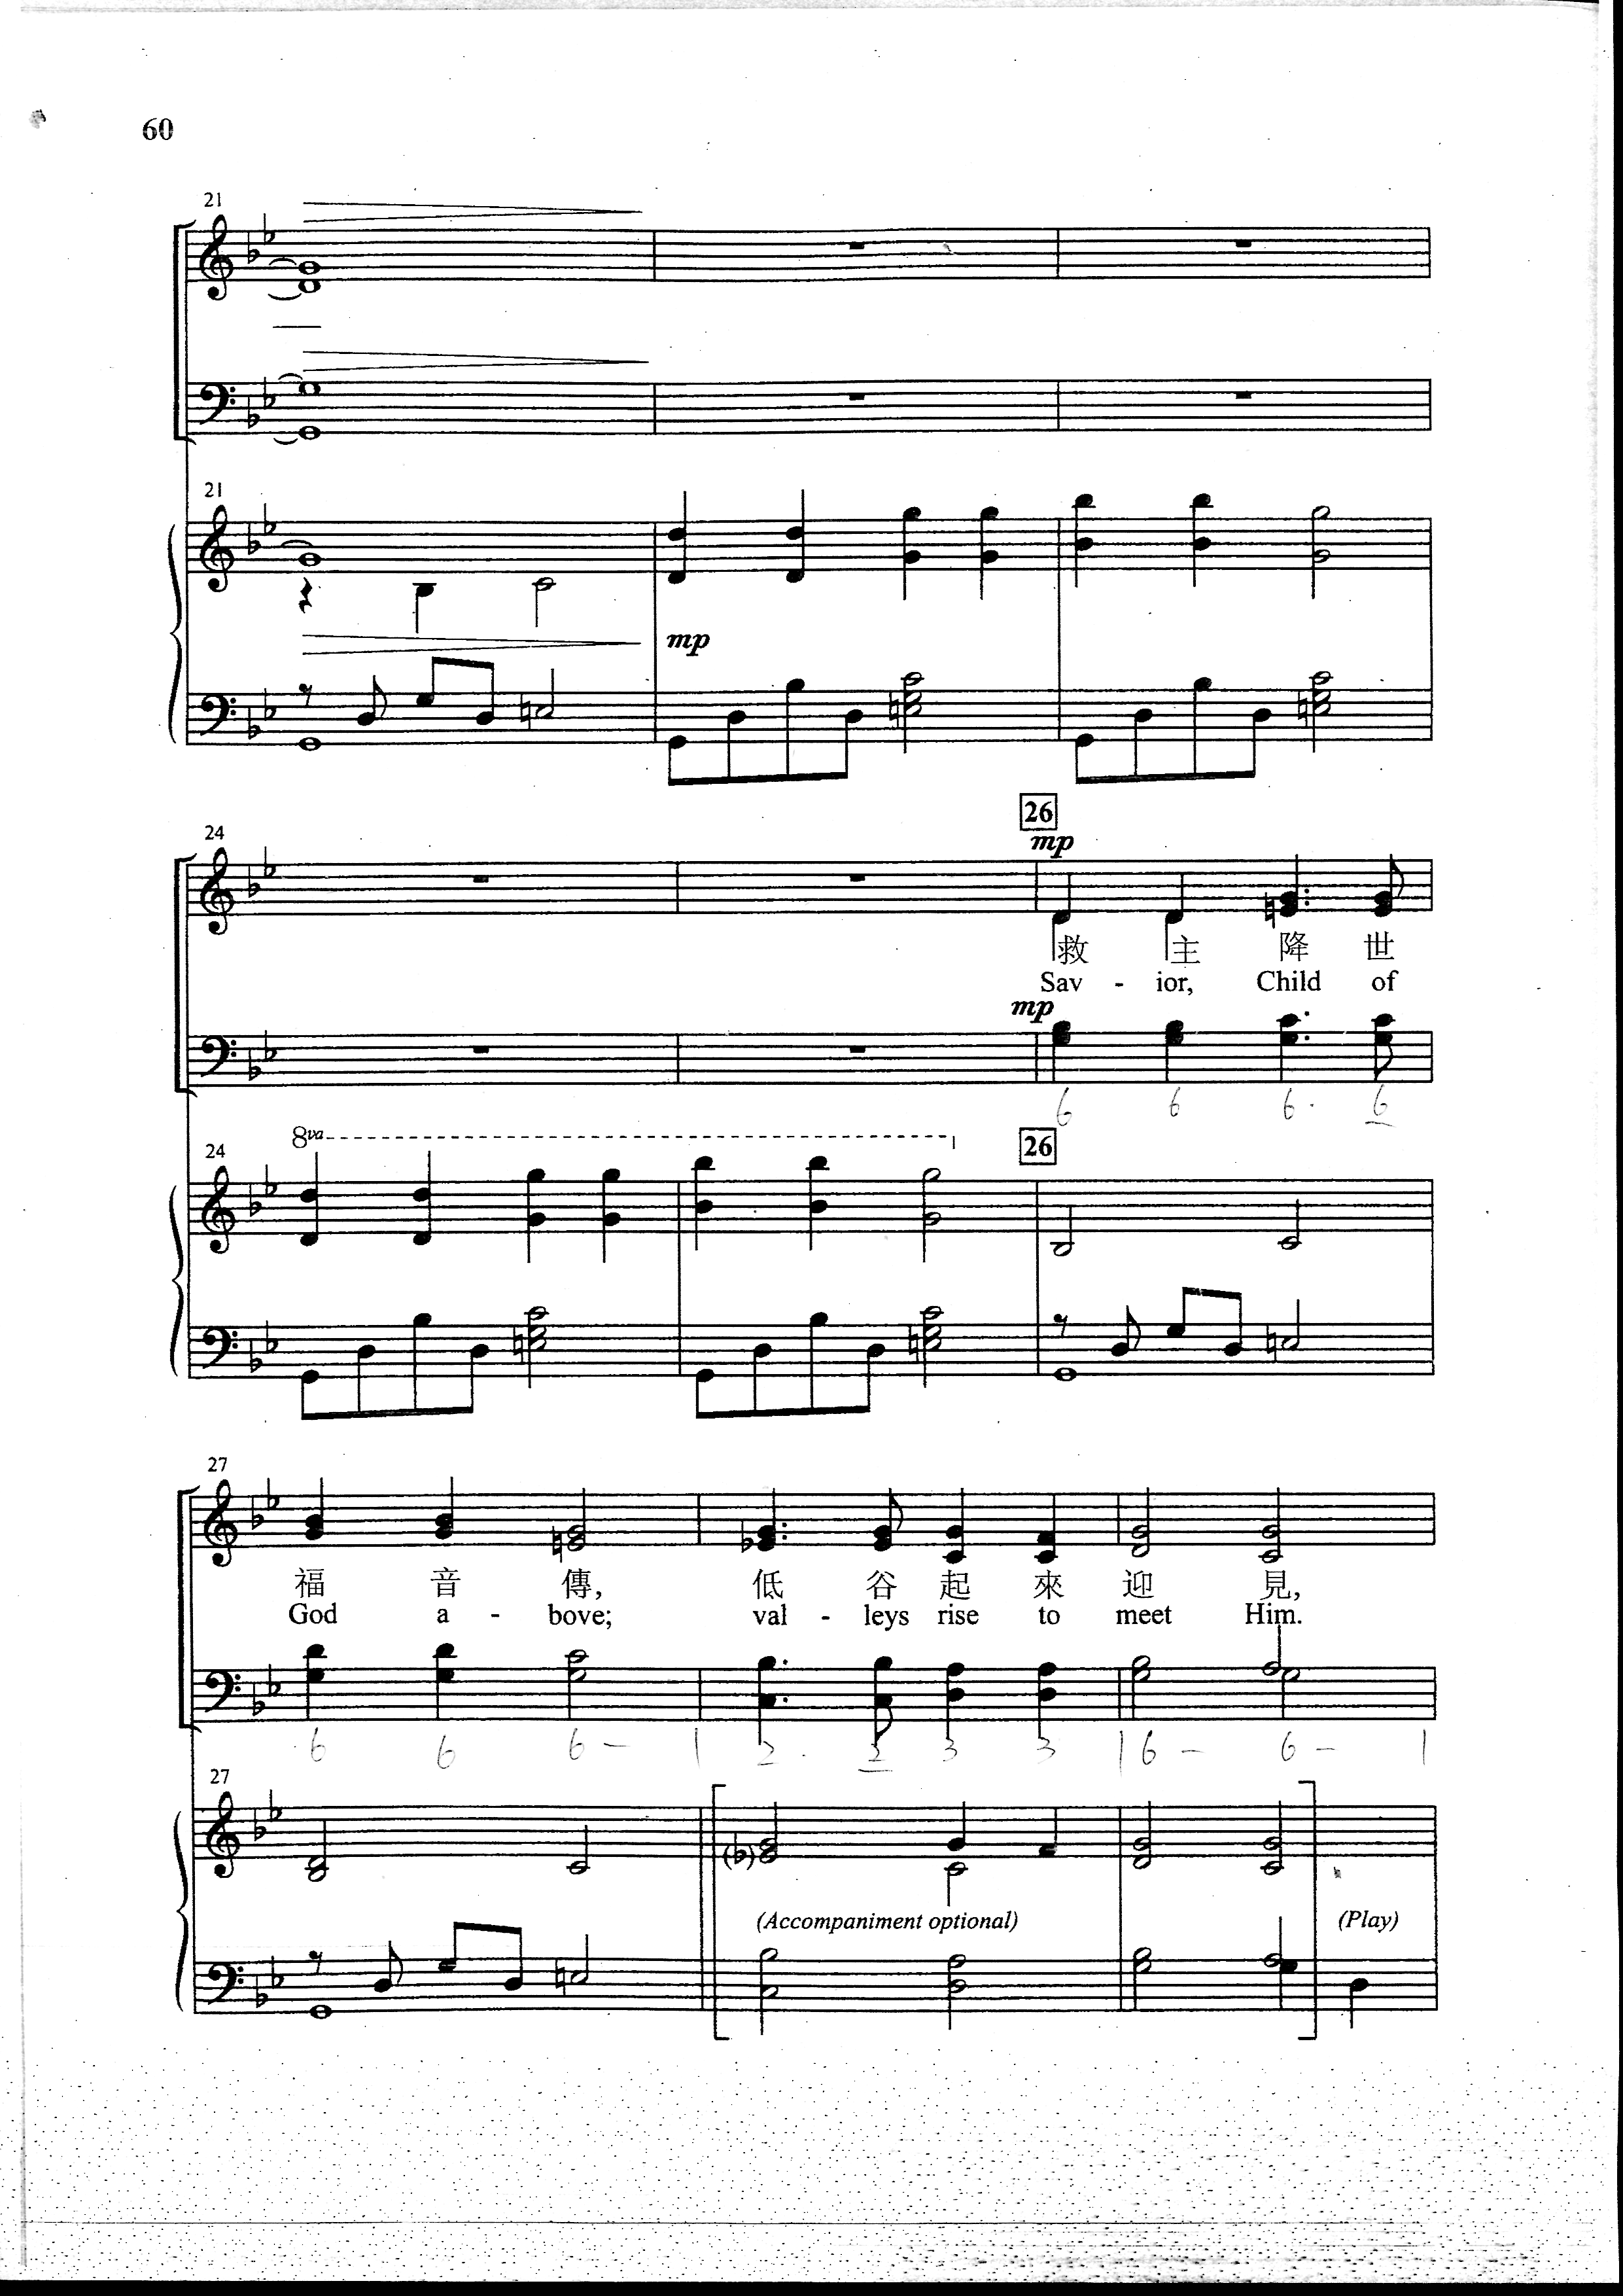 60
21
21
mp
24
26
mp
救 主 降 世
Sav - ior, Child of
mp
6 6 6. 6
24
8va
26
27
福 音 傳, 低 谷 起 來 迎 見,
God a - bove; val - leys rise to meet Him.
6 6 6 - | 2. 2 3 3 | 6 - 6 - |
27
(b)
(Accompaniment optional) (Play)